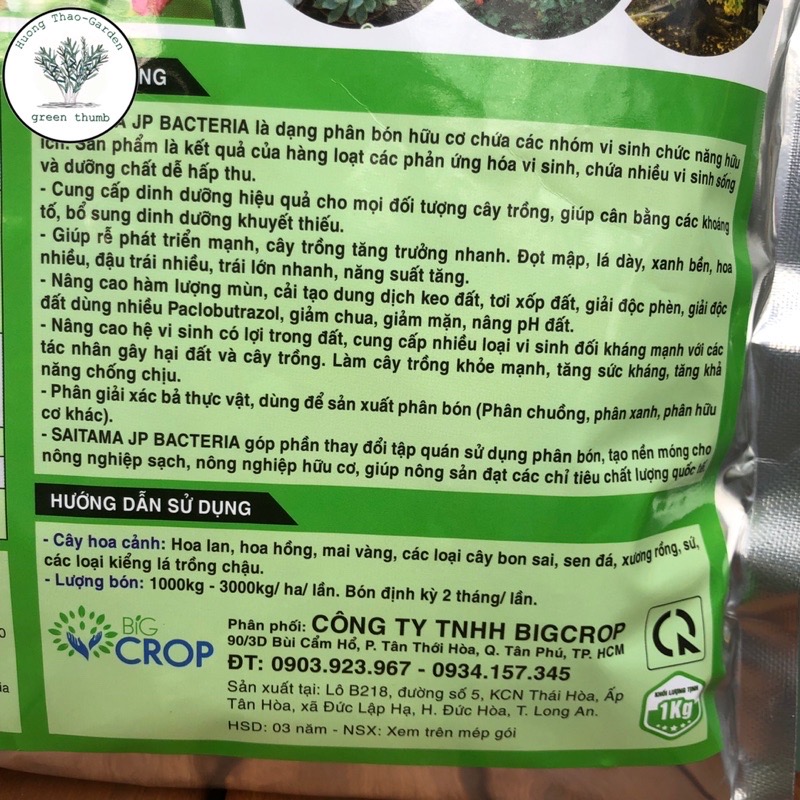 Huong Thao-Garden
green thumb
NG
JP BACTERIA là dạng phân bón hữu cơ chứa các nhóm vi sinh chức năng hữu
ích. Sản phẩm là kết quả của hàng loạt các phản ứng hóa vi sinh, chứa nhiều vi sinh sống
và dưỡng chất dễ hấp thu.
- Cung cấp dinh dưỡng hiệu quả cho mọi đối tượng cây trồng, giúp cân bằng các khoáng
tố, bổ sung dinh dưỡng khuyết thiếu.
- Giúp rễ phát triển mạnh, cây trồng tăng trưởng nhanh. Đọt mập, lá dày, xanh bền, hoa
nhiều, đậu trái nhiều, trái lớn nhanh, năng suất tăng.
- Nâng cao hàm lượng mùn, cải tạo dung dịch keo đất, tơi xốp đất, giải độc phèn, giải độc
đất dùng nhiều Paclobutrazol, giảm chua, giảm mặn, nâng pH đất.
- Nâng cao hệ vi sinh có lợi trong đất, cung cấp nhiều loại vi sinh đối kháng mạnh với các
tác nhân gây hại đất và cây trồng. Làm cây trồng khỏe mạnh, tăng sức kháng, tăng khả
năng chống chịu.
- Phân giải xác bả thực vật, dùng để sản xuất phân bón (Phân chuồng, phân xanh, phân hữu
cơ khác).
- SAITAMA JP BACTERIA góp phần thay đổi tập quán sử dụng phân bón, tạo nền móng cho
nông nghiệp sạch, nông nghiệp hữu cơ, giúp nông sản đạt các chỉ tiêu chất lượng quốc
HƯỚNG DẪN SỬ DỤNG
- Cây hoa cảnh: Hoa lan, hoa hồng, mai vàng, các loại cây bon sai, sen đá, xương rồng, sứ,
các loại kiểng lá trồng chậu.
- Lượng bón: 1000kg - 3000kg/ ha/ lần. Bón định kỳ 2 tháng/ lần.
BIG
CROP
Phân phối: CÔNG TY TNHH BIGCROP
90/3D Bùi Cẩm Hổ, P. Tân Thới Hòa, Q. Tân Phú, TP. HCM
ĐT: 0903.923.967 - 0934.157.345
Sản xuất tại: Lô B218, đường số 5, KCN Thái Hòa, Ấp
Tân Hòa, xã Đức Lập Hạ, H. Đức Hòa, T. Long An.
HSD: 03 năm - NSX: Xem trên mép gói
KHỐI LƯỢNG TỊNH
1Kg